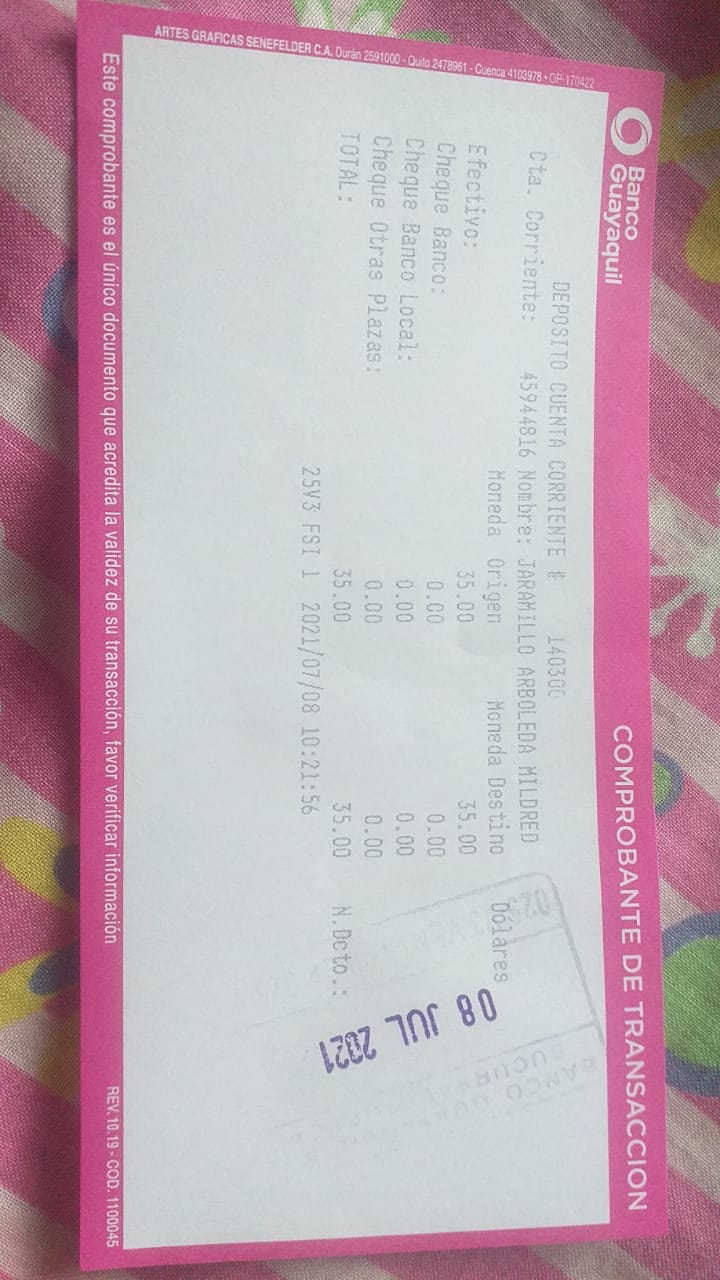 Banco
Guayaquil
COMPROBANTE DE TRANSACCION
DEPOSITO CUENTA CORRIENTE # 140300
Cta. Corriente: 45944816 Nombre: JARAMILLO ARBOLEDA MILDRED
Moneda Origen Moneda Destino Dólares
Efectivo: 35.00 35.00
Cheque Banco: 0.00 0.00
Cheque Banco Local: 0.00 0.00
Cheque Otras Plazas: 0.00 0.00
TOTAL: 35.00 35.00 N.Dcto.:
25V3 FSI 1 2021/07/08 10:21:56
08 JUL 2021
BANCO
SUCURSAL
ARTES GRAFICAS SENEFELDER C.A. Durán 2591000 - Quito 2478961 - Cuenca 4103978 • OP-170422
Este comprobante es el único documento que acredita la validez de su transacción, favor verificar información
REV.10.19 - COD. 1100045